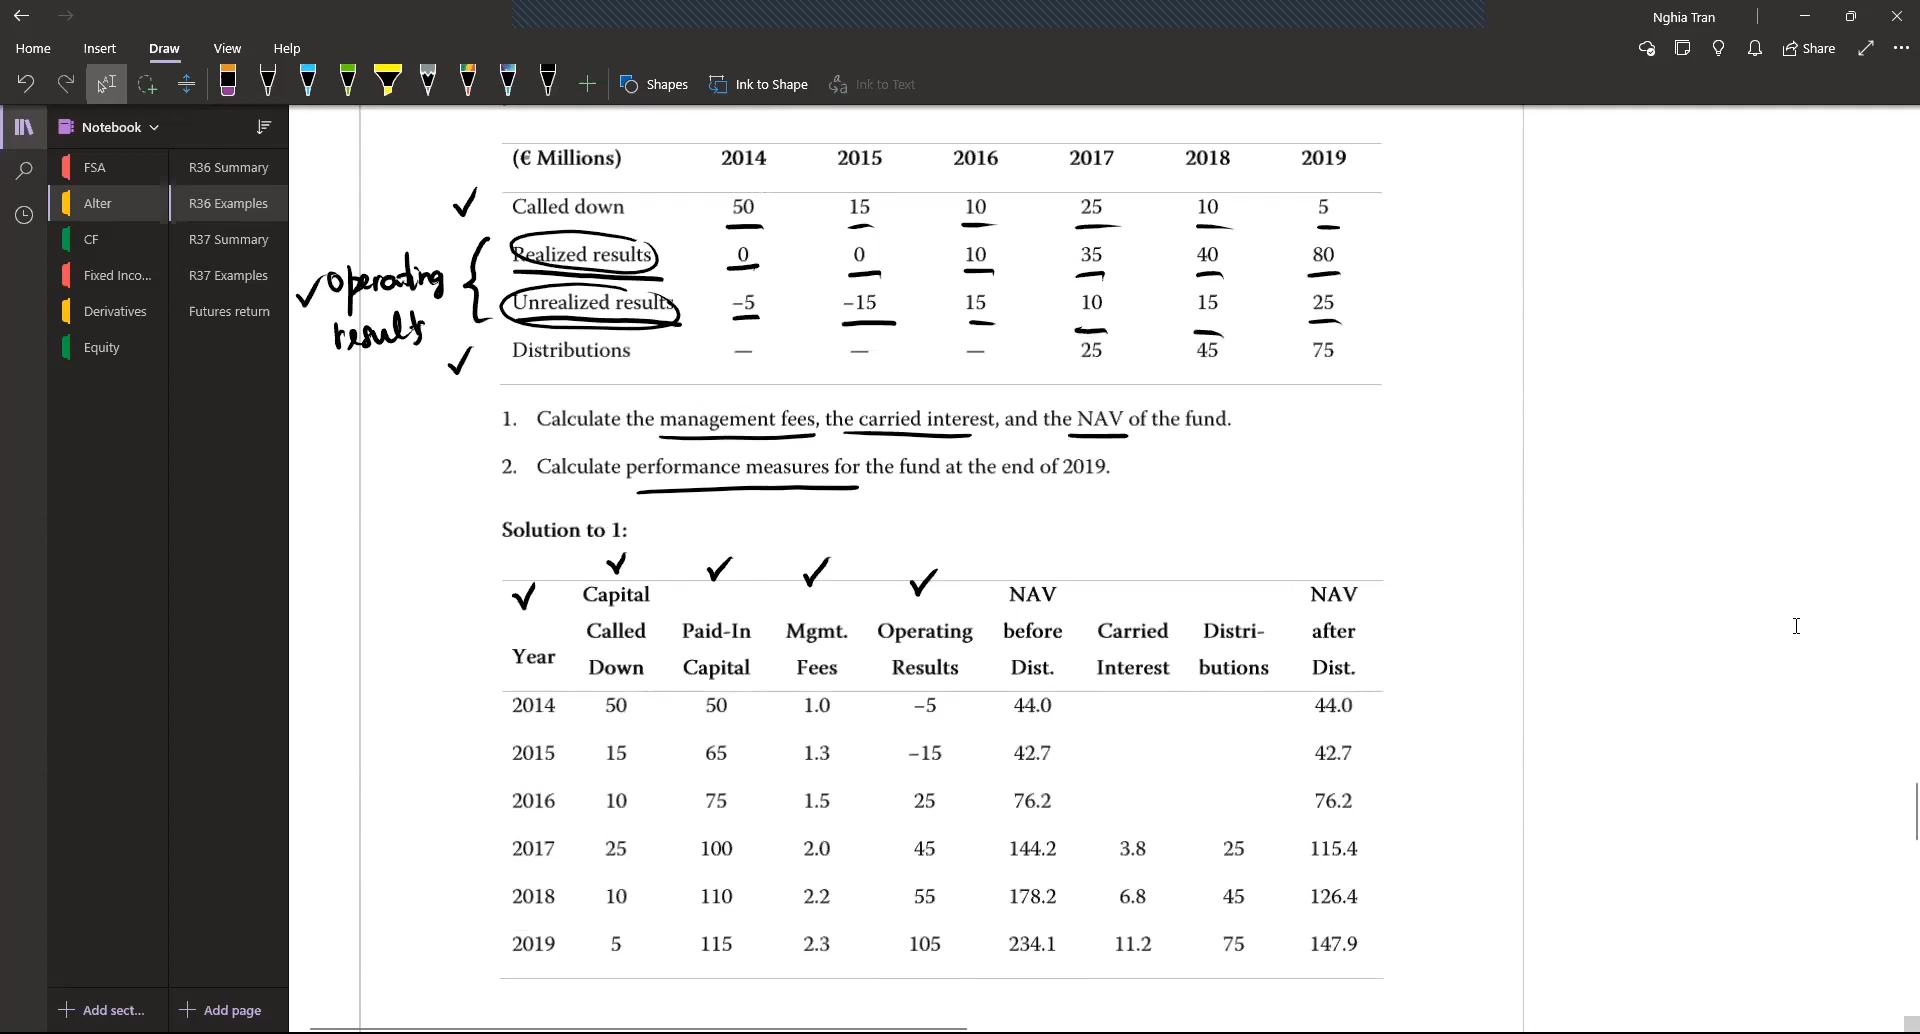 Nghia Tran
Home Insert Draw View Help
Share
Shapes Ink to Shape Ink to Text
Notebook
FSA
Alter
CF
Fixed Inco...
Derivatives
Equity
R36 Summary
R36 Examples
R37 Summary
R37 Examples
Futures return
(€ Millions) 2014 2015 2016 2017 2018 2019
Called down 50 15 10 25 10 5
Realized results 0 0 10 35 40 80
Unrealized results −5 −15 15 10 15 25
Distributions — — — 25 45 75
operating
result
1. Calculate the management fees, the carried interest, and the NAV of the fund.
2. Calculate performance measures for the fund at the end of 2019.
Solution to 1:
Year
Capital Called Down
Paid-In Capital
Mgmt. Fees
Operating Results
NAV before Dist.
Carried Interest
Distri- butions
NAV after Dist.
2014 50 50 1.0 −5 44.0 44.0
2015 15 65 1.3 −15 42.7 42.7
2016 10 75 1.5 25 76.2 76.2
2017 25 100 2.0 45 144.2 3.8 25 115.4
2018 10 110 2.2 55 178.2 6.8 45 126.4
2019 5 115 2.3 105 234.1 11.2 75 147.9
Add sect... Add page